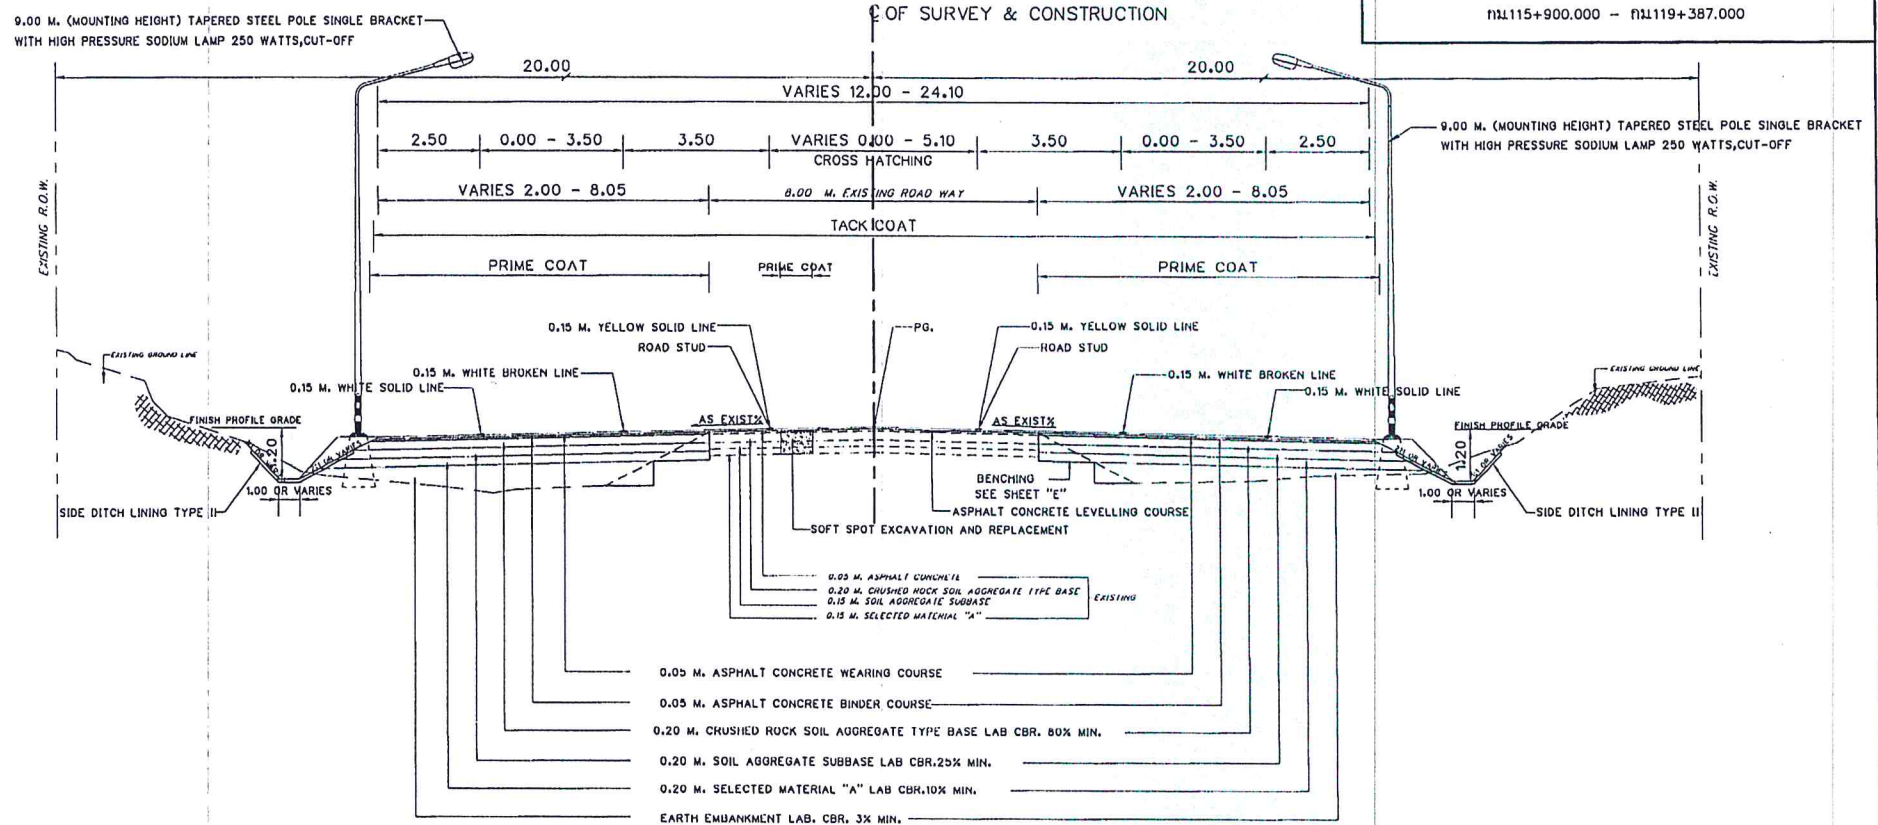 9.00 M. (MOUNTING HEIGHT) TAPERED STEEL POLE SINGLE BRACKET
WITH HIGH PRESSURE SODIUM LAMP 250 WATTS,CUT-OFF
℄ OF SURVEY & CONSTRUCTION
กม.115+900.000 - กม.119+387.000
20.00
20.00
VARIES 12.00 - 24.10
9.00 M. (MOUNTING HEIGHT) TAPERED STEEL POLE SINGLE BRACKET
WITH HIGH PRESSURE SODIUM LAMP 250 WATTS,CUT-OFF
2.50
0.00 - 3.50
3.50
VARIES 0.00 - 5.10
CROSS HATCHING
3.50
0.00 - 3.50
2.50
VARIES 2.00 - 8.05
8.00 M. EXISTING ROAD WAY
VARIES 2.00 - 8.05
TACK COAT
PRIME COAT
PRIME COAT
PRIME COAT
EXISTING R.O.W.
EXISTING R.O.W.
0.15 M. YELLOW SOLID LINE
ROAD STUD
PG.
0.15 M. YELLOW SOLID LINE
ROAD STUD
EXISTING GROUND LINE
0.15 M. WHITE BROKEN LINE
0.15 M. WHITE SOLID LINE
0.15 M. WHITE BROKEN LINE
0.15 M. WHITE SOLID LINE
EXISTING GROUND LINE
FINISH PROFILE GRADE
AS EXIST%
AS EXIST%
FINISH PROFILE GRADE
1.20
1.20
1.00 OR VARIES
1.00 OR VARIES
SIDE DITCH LINING TYPE II
SIDE DITCH LINING TYPE II
BENCHING
SEE SHEET "E"
ASPHALT CONCRETE LEVELLING COURSE
SOFT SPOT EXCAVATION AND REPLACEMENT
0.05 M. ASPHALT CONCRETE
0.20 M. CRUSHED ROCK SOIL AGGREGATE TYPE BASE
0.15 M. SOIL AGGREGATE SUBBASE
0.15 M. SELECTED MATERIAL "A"
EXISTING
0.05 M. ASPHALT CONCRETE WEARING COURSE
0.05 M. ASPHALT CONCRETE BINDER COURSE
0.20 M. CRUSHED ROCK SOIL AGGREGATE TYPE BASE LAB CBR. 80% MIN.
0.20 M. SOIL AGGREGATE SUBBASE LAB CBR.25% MIN.
0.20 M. SELECTED MATERIAL "A" LAB CBR.10% MIN.
EARTH EMBANKMENT LAB. CBR. 3% MIN.